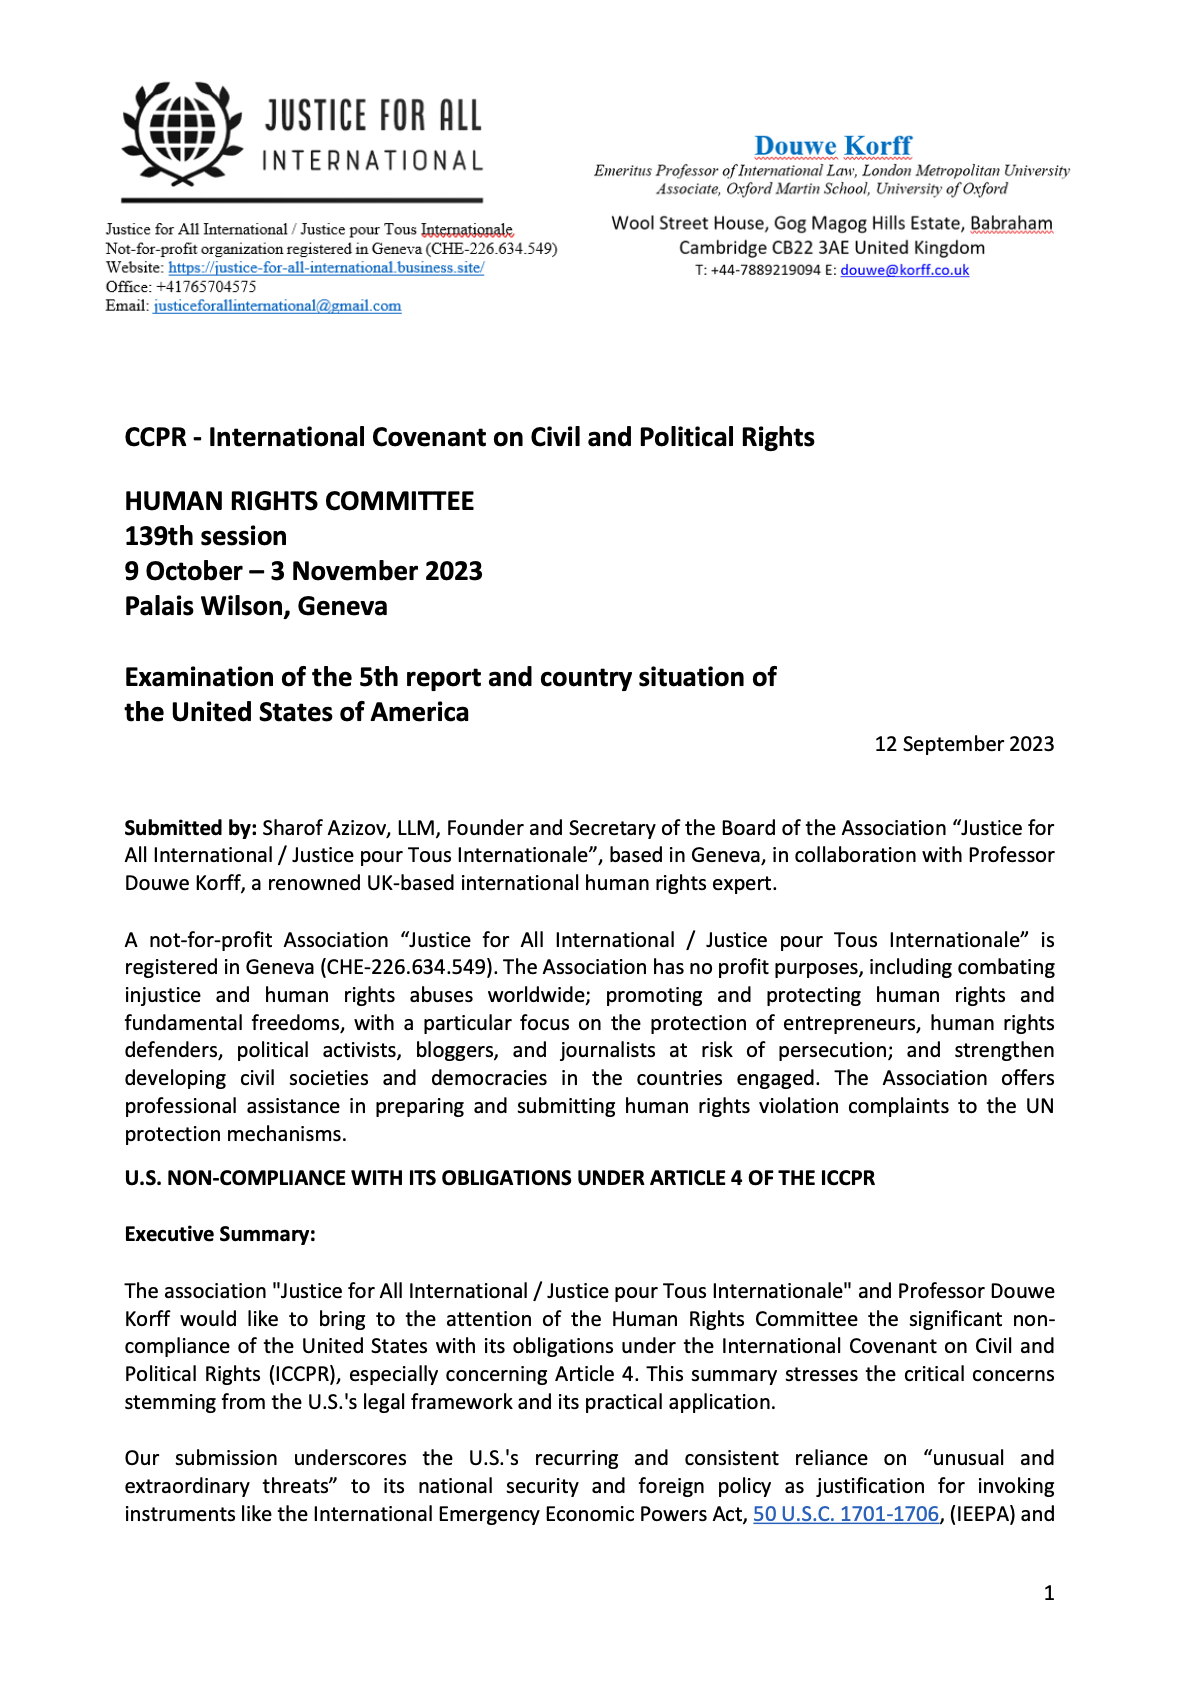 JUSTICE FOR ALL
INTERNATIONAL
Justice for All International / Justice pour Tous Internationale
Not-for-profit organization registered in Geneva (CHE-226.634.549)
Website: https://justice-for-all-international.business.site/
Office: +41765704575
Email: justiceforallinternational@gmail.com
Douwe Korff
Emeritus Professor of International Law, London Metropolitan University
Associate, Oxford Martin School, University of Oxford
Wool Street House, Gog Magog Hills Estate, Babraham
Cambridge CB22 3AE United Kingdom
T: +44-7889219094 E: douwe@korff.co.uk
CCPR - International Covenant on Civil and Political Rights
HUMAN RIGHTS COMMITTEE
139th session
9 October – 3 November 2023
Palais Wilson, Geneva
Examination of the 5th report and country situation of
the United States of America
12 September 2023
Submitted by: Sharof Azizov, LLM, Founder and Secretary of the Board of the Association “Justice for
All International / Justice pour Tous Internationale”, based in Geneva, in collaboration with Professor
Douwe Korff, a renowned UK-based international human rights expert.
A not-for-profit Association “Justice for All International / Justice pour Tous Internationale” is
registered in Geneva (CHE-226.634.549). The Association has no profit purposes, including combating
injustice and human rights abuses worldwide; promoting and protecting human rights and
fundamental freedoms, with a particular focus on the protection of entrepreneurs, human rights
defenders, political activists, bloggers, and journalists at risk of persecution; and strengthen
developing civil societies and democracies in the countries engaged. The Association offers
professional assistance in preparing and submitting human rights violation complaints to the UN
protection mechanisms.
U.S. NON-COMPLIANCE WITH ITS OBLIGATIONS UNDER ARTICLE 4 OF THE ICCPR
Executive Summary:
The association "Justice for All International / Justice pour Tous Internationale" and Professor Douwe
Korff would like to bring to the attention of the Human Rights Committee the significant non-
compliance of the United States with its obligations under the International Covenant on Civil and
Political Rights (ICCPR), especially concerning Article 4. This summary stresses the critical concerns
stemming from the U.S.'s legal framework and its practical application.
Our submission underscores the U.S.'s recurring and consistent reliance on “unusual and
extraordinary threats” to its national security and foreign policy as justification for invoking
instruments like the International Emergency Economic Powers Act, 50 U.S.C. 1701-1706, (IEEPA) and
1